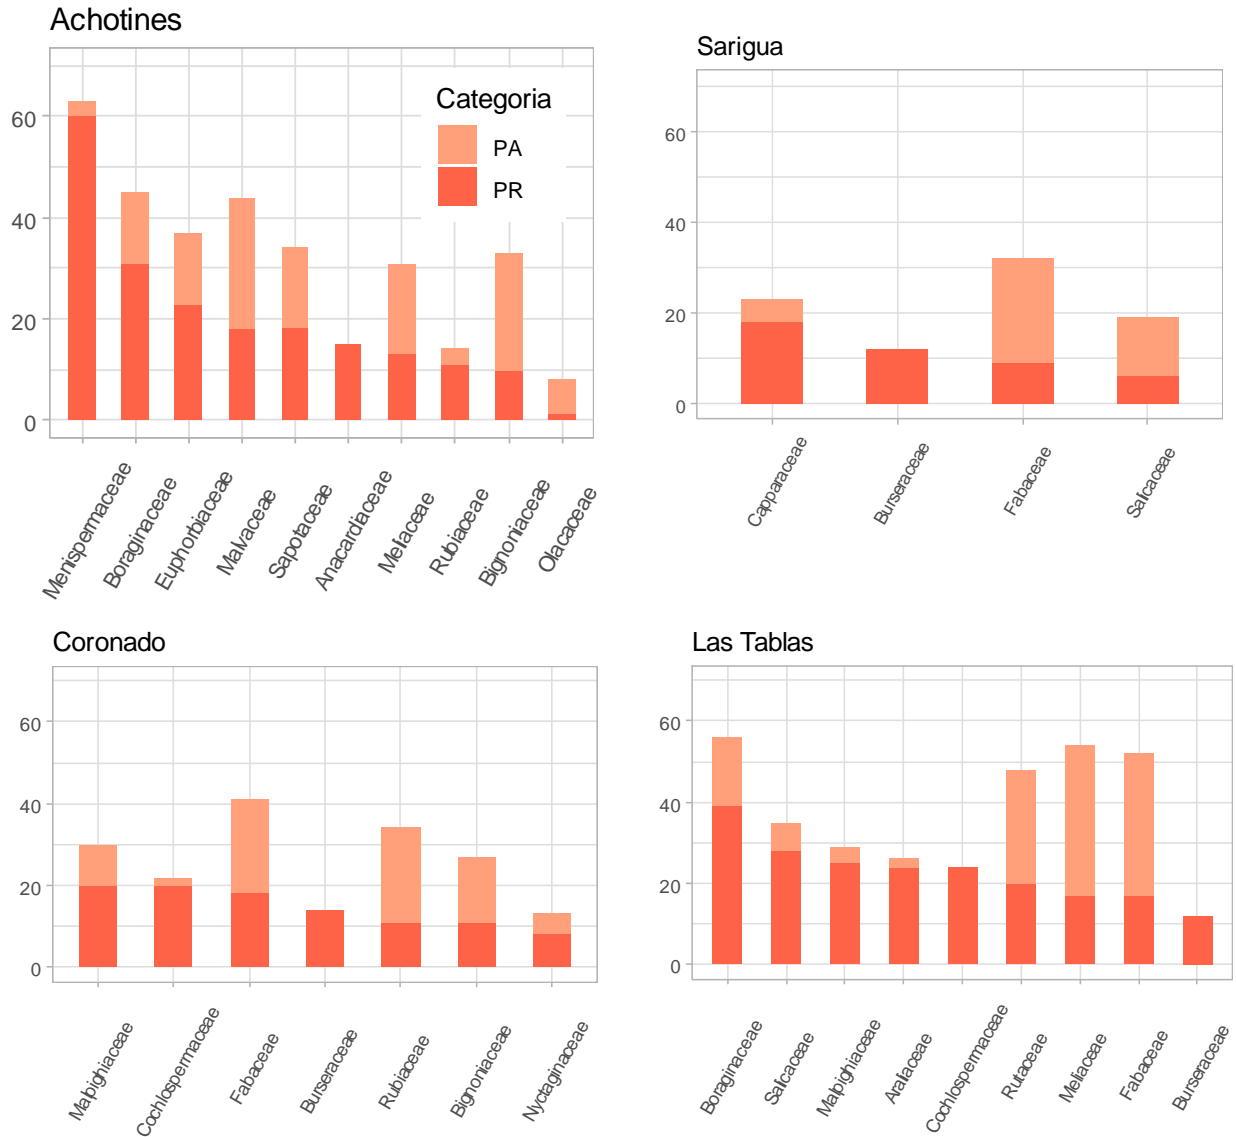 Achotines
Categoria
PA
PR
60
40
20
0
Menispermaceae
Boraginaceae
Euphorbiaceae
Malvaceae
Sapotaceae
Anacardiaceae
Meliaceae
Rubiaceae
Bignoniaceae
Olacaceae
Sarigua
60
40
20
0
Capparaceae
Burseraceae
Fabaceae
Salicaceae
Coronado
60
40
20
0
Malpighiaceae
Cochlospermaceae
Fabaceae
Burseraceae
Rubiaceae
Bignoniaceae
Nyctaginaceae
Las Tablas
60
40
20
0
Boraginaceae
Salicaceae
Malpighiaceae
Araliaceae
Cochlospermaceae
Rutaceae
Meliaceae
Fabaceae
Burseraceae